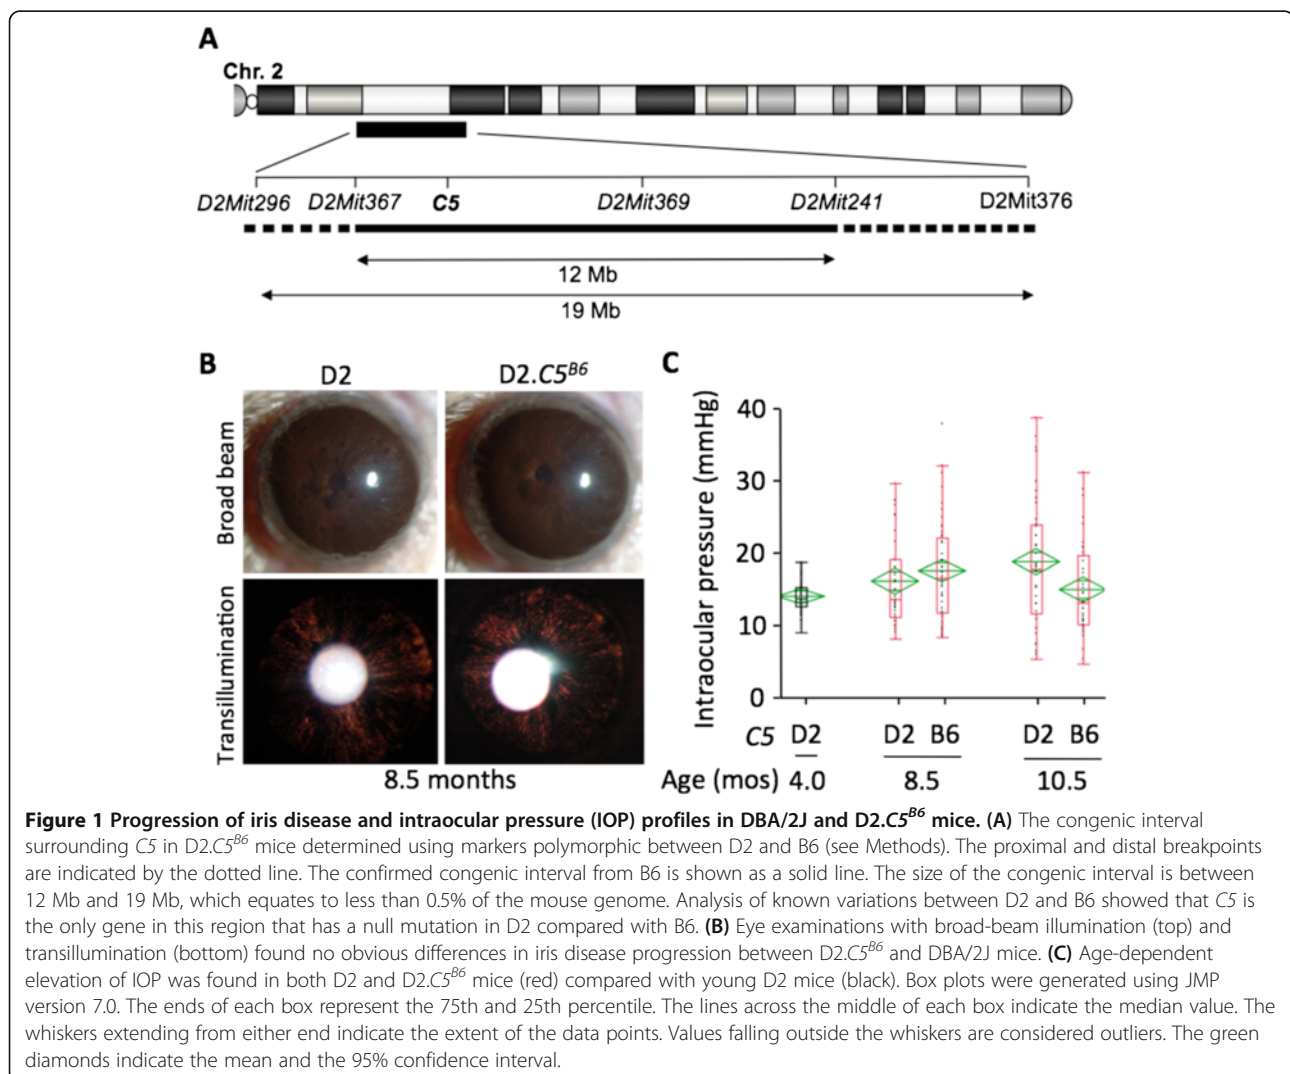 A
Chr. 2
D2Mit296 D2Mit367 C5 D2Mit369 D2Mit241 D2Mit376
12 Mb
19 Mb
B
D2 D2.C5B6
Broad beam
Transillumination
8.5 months
C
Intraocular pressure (mmHg)
40
30
20
10
0
C5 D2 D2 B6 D2 B6
Age (mos) 4.0 8.5 10.5
Figure 1 Progression of iris disease and intraocular pressure (IOP) profiles in DBA/2J and D2.C5B6 mice. (A) The congenic interval
surrounding C5 in D2.C5B6 mice determined using markers polymorphic between D2 and B6 (see Methods). The proximal and distal breakpoints
are indicated by the dotted line. The confirmed congenic interval from B6 is shown as a solid line. The size of the congenic interval is between
12 Mb and 19 Mb, which equates to less than 0.5% of the mouse genome. Analysis of known variations between D2 and B6 showed that C5 is
the only gene in this region that has a null mutation in D2 compared with B6. (B) Eye examinations with broad-beam illumination (top) and
transillumination (bottom) found no obvious differences in iris disease progression between D2.C5B6 and DBA/2J mice. (C) Age-dependent
elevation of IOP was found in both D2 and D2.C5B6 mice (red) compared with young D2 mice (black). Box plots were generated using JMP
version 7.0. The ends of each box represent the 75th and 25th percentile. The lines across the middle of each box indicate the median value. The
whiskers extending from either end indicate the extent of the data points. Values falling outside the whiskers are considered outliers. The green
diamonds indicate the mean and the 95% confidence interval.